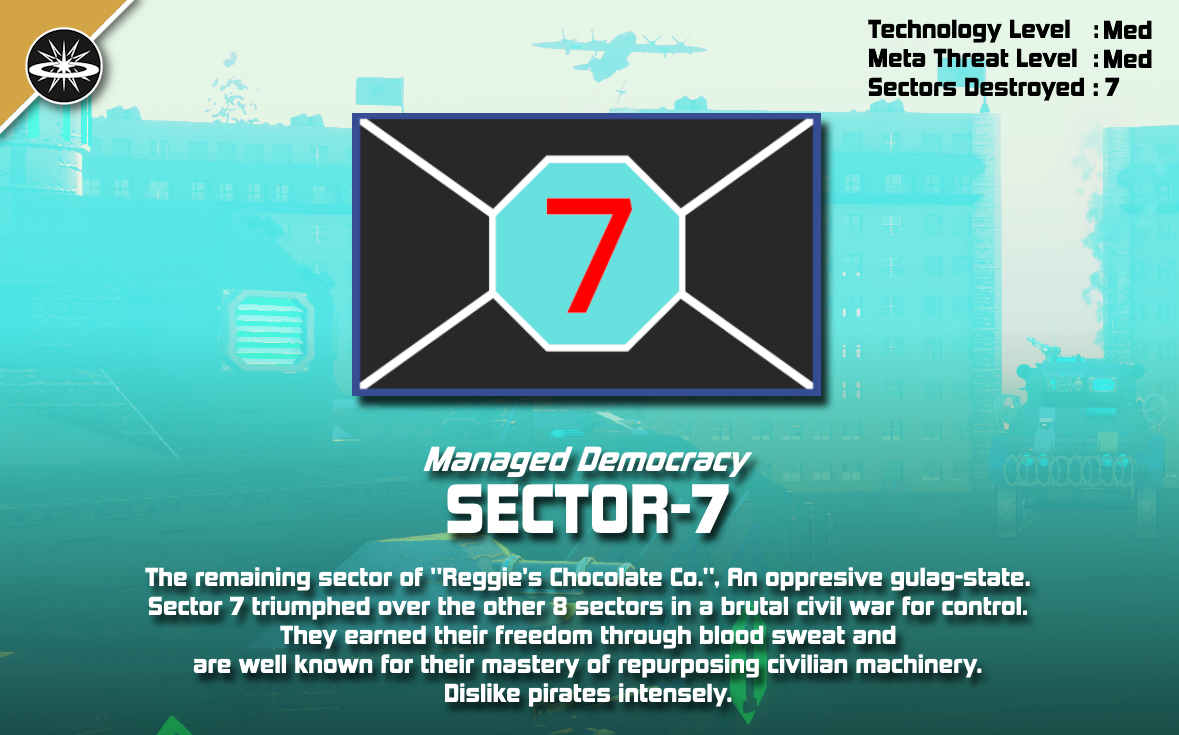 Technology Level : Med
Meta Threat Level : Med
Sectors Destroyed : 7
7
Managed Democracy
SECTOR-7
The remaining sector of "Reggie's Chocolate Co.", An oppresive gulag-state.
Sector 7 triumphed over the other 8 sectors in a brutal civil war for control.
They earned their freedom through blood sweat and
are well known for their mastery of repurposing civilian machinery.
Dislike pirates intensely.